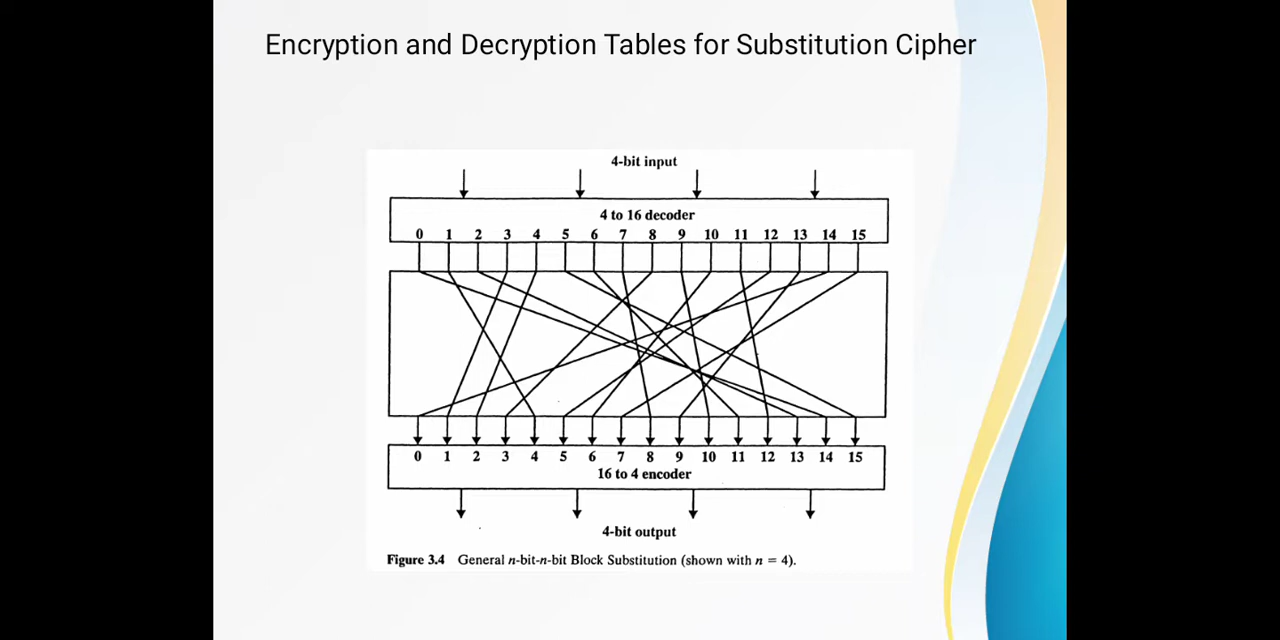 Encryption and Decryption Tables for Substitution Cipher
4-bit input
4 to 16 decoder
0 1 2 3 4 5 6 7 8 9 10 11 12 13 14 15
0 1 2 3 4 5 6 7 8 9 10 11 12 13 14 15
16 to 4 encoder
4-bit output
Figure 3.4 General n-bit-n-bit Block Substitution (shown with n = 4).